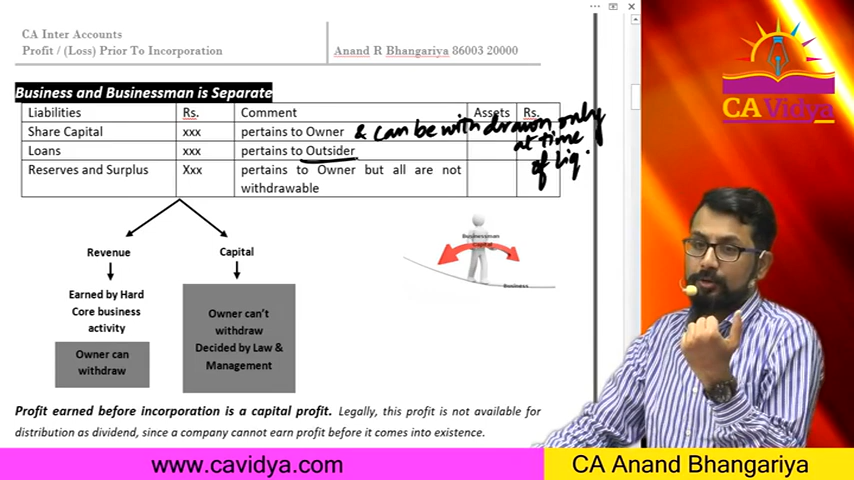 CA Inter Accounts
Profit / (Loss) Prior To Incorporation
Anand R Bhangariya 86003 20000
CA Vidya
Business and Businessman is Separate
Liabilities Rs. Comment Assets Rs.
Share Capital xxx pertains to Owner & can be withdrawn only
at time
of Liq.
Loans xxx pertains to Outsider
Reserves and Surplus Xxx pertains to Owner but all are not
withdrawable
Revenue Capital
Earned by Hard
Core business
activity
Owner can
withdraw
Owner can't
withdraw
Decided by Law &
Management
Businessman
Capital
Business
Profit earned before incorporation is a capital profit. Legally, this profit is not available for
distribution as dividend, since a company cannot earn profit before it comes into existence.
www.cavidya.com
CA Anand Bhangariya